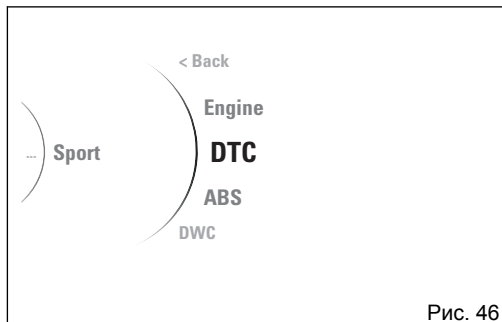 < Back
Engine
... Sport DTC
ABS
DWC
Рис. 46